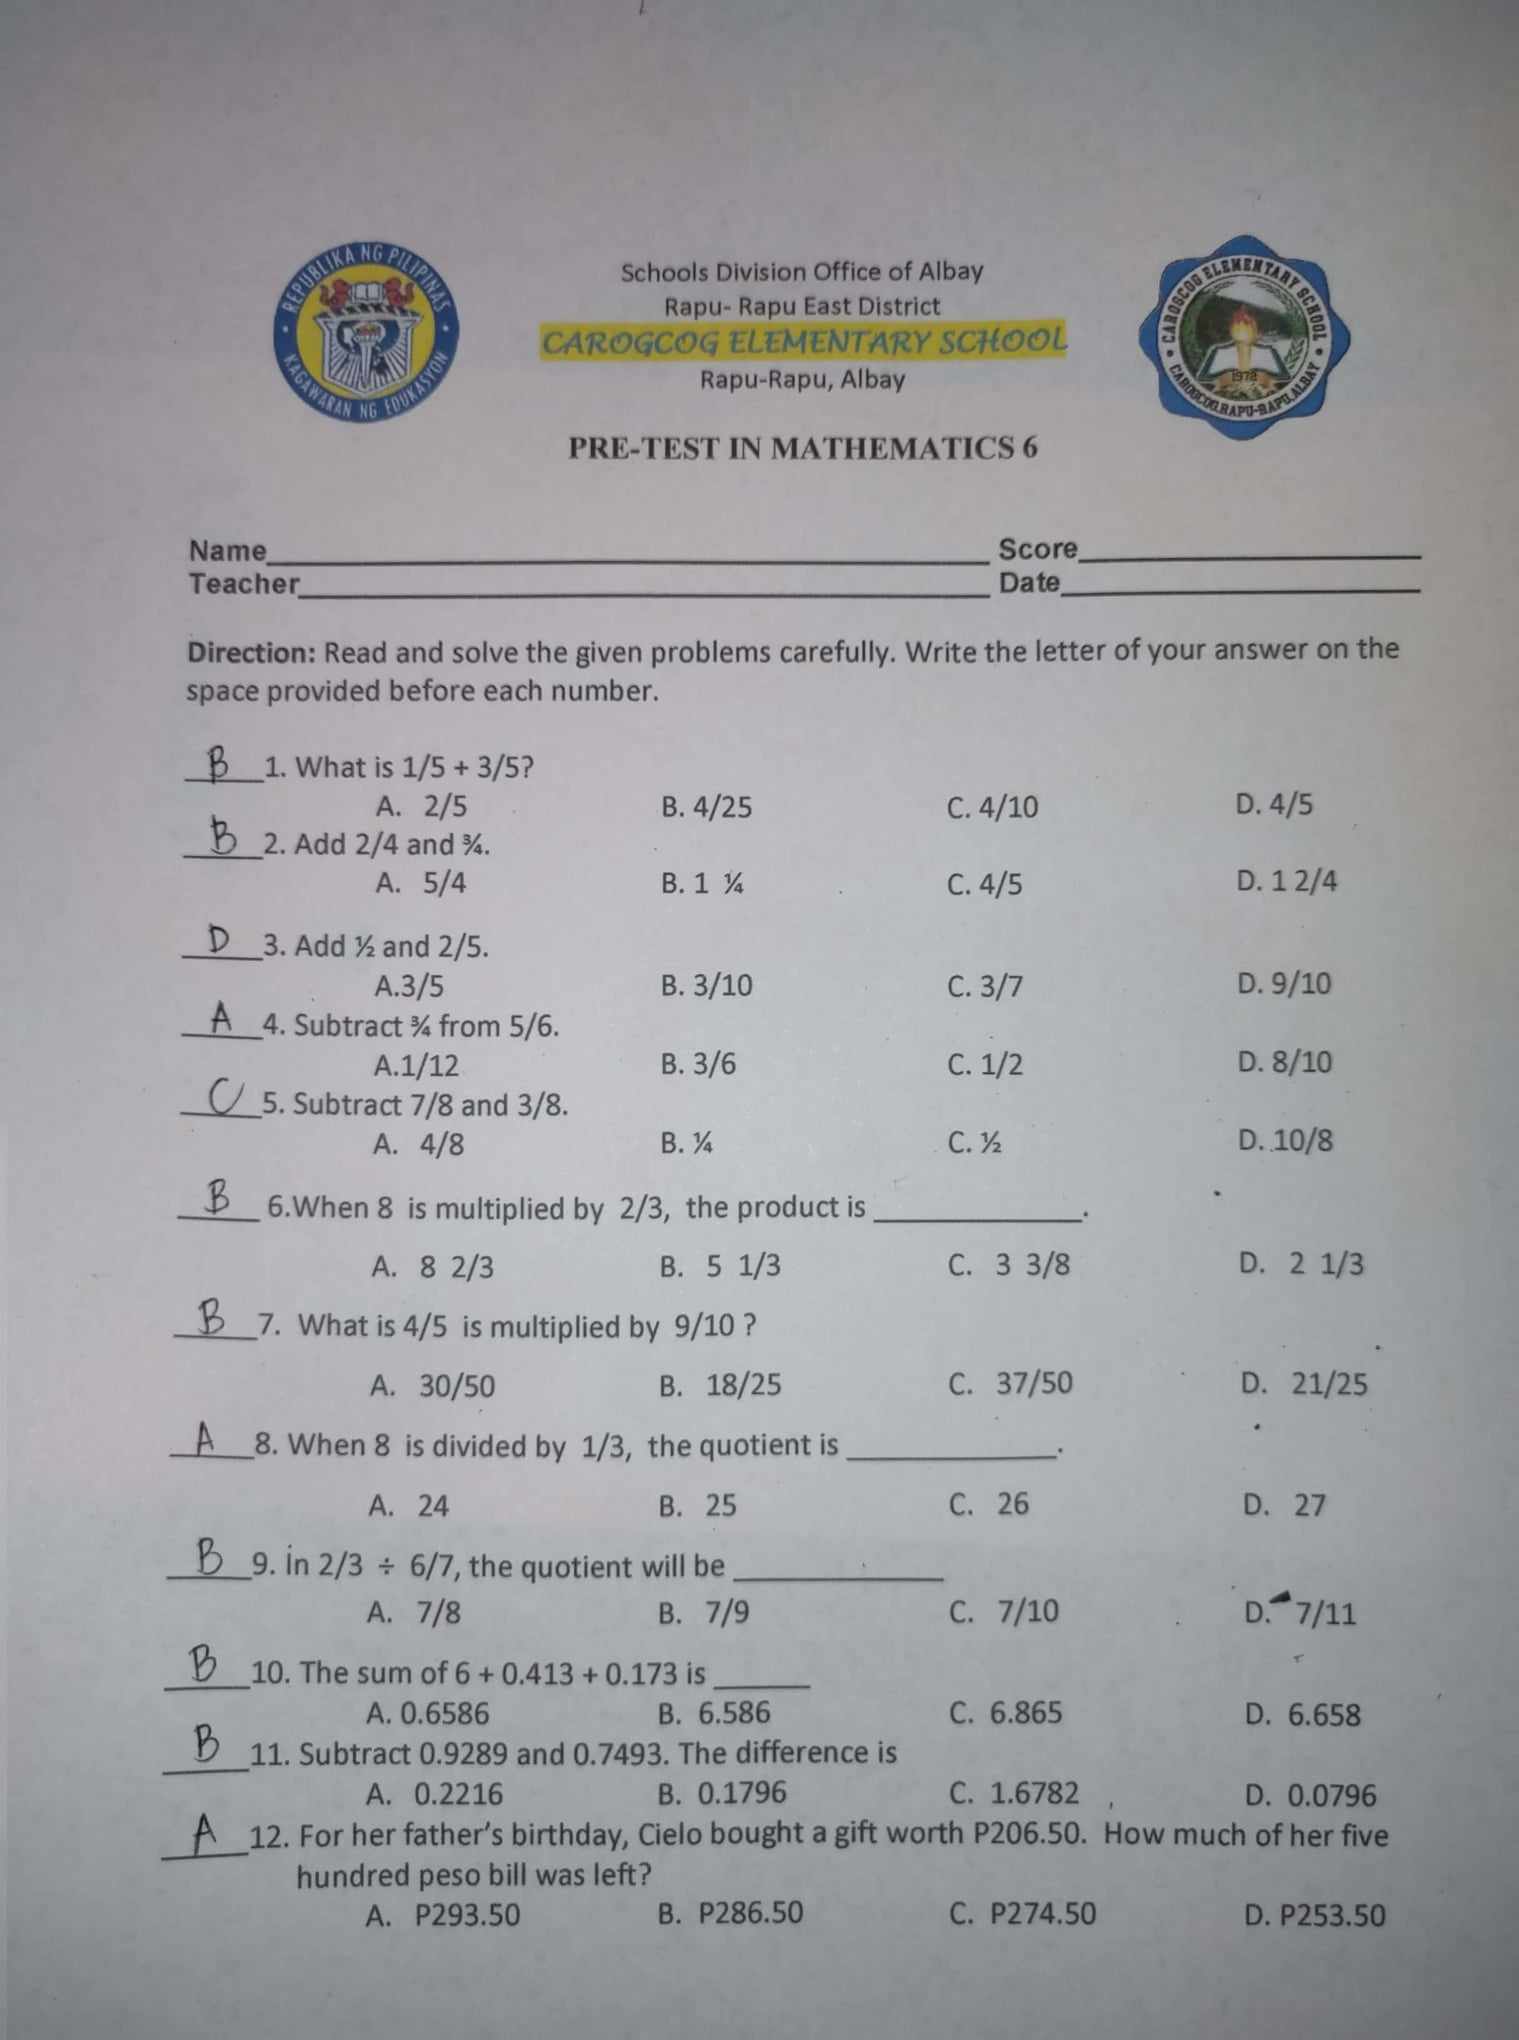 REPUBLIKA NG PILIPINAS
KAGAWARAN NG EDUKASYON
Schools Division Office of Albay
Rapu- Rapu East District
CAROGCOG ELEMENTARY SCHOOL
Rapu-Rapu, Albay
CAROGCOG ELEMENTARY SCHOOL
1972
CAROGCOG,RAPU-RAPU,ALBAY
PRE-TEST IN MATHEMATICS 6
Name Score
Teacher Date
Direction: Read and solve the given problems carefully. Write the letter of your answer on the
space provided before each number.
B 1. What is 1/5 + 3/5?
A. 2/5 B. 4/25 C. 4/10 D. 4/5
B 2. Add 2/4 and ¾.
A. 5/4 B. 1 ¼ C. 4/5 D. 1 2/4
D 3. Add ½ and 2/5.
A.3/5 B. 3/10 C. 3/7 D. 9/10
A 4. Subtract ¾ from 5/6.
A.1/12 B. 3/6 C. 1/2 D. 8/10
C 5. Subtract 7/8 and 3/8.
A. 4/8 B. ¼ C. ½ D. 10/8
B 6.When 8 is multiplied by 2/3, the product is ______________.
A. 8 2/3 B. 5 1/3 C. 3 3/8 D. 2 1/3
B 7. What is 4/5 is multiplied by 9/10 ?
A. 30/50 B. 18/25 C. 37/50 D. 21/25
A 8. When 8 is divided by 1/3, the quotient is ______________.
A. 24 B. 25 C. 26 D. 27
B 9. in 2/3 ÷ 6/7, the quotient will be ______________
A. 7/8 B. 7/9 C. 7/10 D. 7/11
B 10. The sum of 6 + 0.413 + 0.173 is ______
A. 0.6586 B. 6.586 C. 6.865 D. 6.658
B 11. Subtract 0.9289 and 0.7493. The difference is
A. 0.2216 B. 0.1796 C. 1.6782 D. 0.0796
A 12. For her father's birthday, Cielo bought a gift worth P206.50. How much of her five
hundred peso bill was left?
A. P293.50 B. P286.50 C. P274.50 D. P253.50